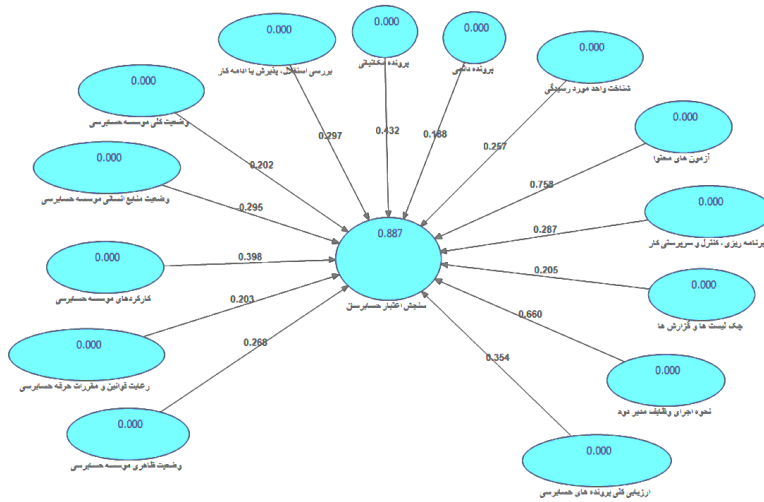 0.000
بررسی استقلال، پذیرش یا ادامه کار
0.000
پرونده مکاتباتی
0.000
پرونده دائمی
0.000
شناخت واحد مورد رسیدگی
0.000
وضعیت کلی موسسه حسابرسی
0.000
آزمون های محتوا
0.000
وضعیت منابع انسانی موسسه حسابرسی
0.000
برنامه ریزی، کنترل و سرپرستی کار
0.000
کارکردهای موسسه حسابرسی
0.000
چک لیست ها و گزارش ها
0.000
رعایت قوانین و مقررات حرفه حسابرسی
0.000
نحوه اجرای وظایف مدیر
0.000
وضعیت ظاهری موسسه حسابرسی
0.000
ارزیابی کلی پرونده های حسابرسی
0.887
سنجش اعتبار
0.297
0.432
0.188
0.257
0.202
0.758
0.295
0.287
0.398
0.205
0.203
0.660
0.268
0.354